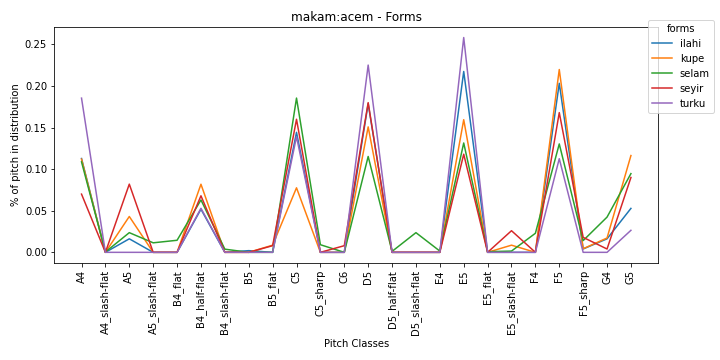 makam:acem - Forms
forms
ilahi
kupe
selam
seyir
turku
% of pitch in distribution
0.25
0.20
0.15
0.10
0.05
0.00
A4
A4_slash-flat
A5
A5_slash-flat
B4_flat
B4_half-flat
B4_slash-flat
B5
B5_flat
C5
C5_sharp
C6
D5
D5_half-flat
D5_slash-flat
E4
E5
E5_flat
E5_slash-flat
F4
F5
F5_sharp
G4
G5
Pitch Classes